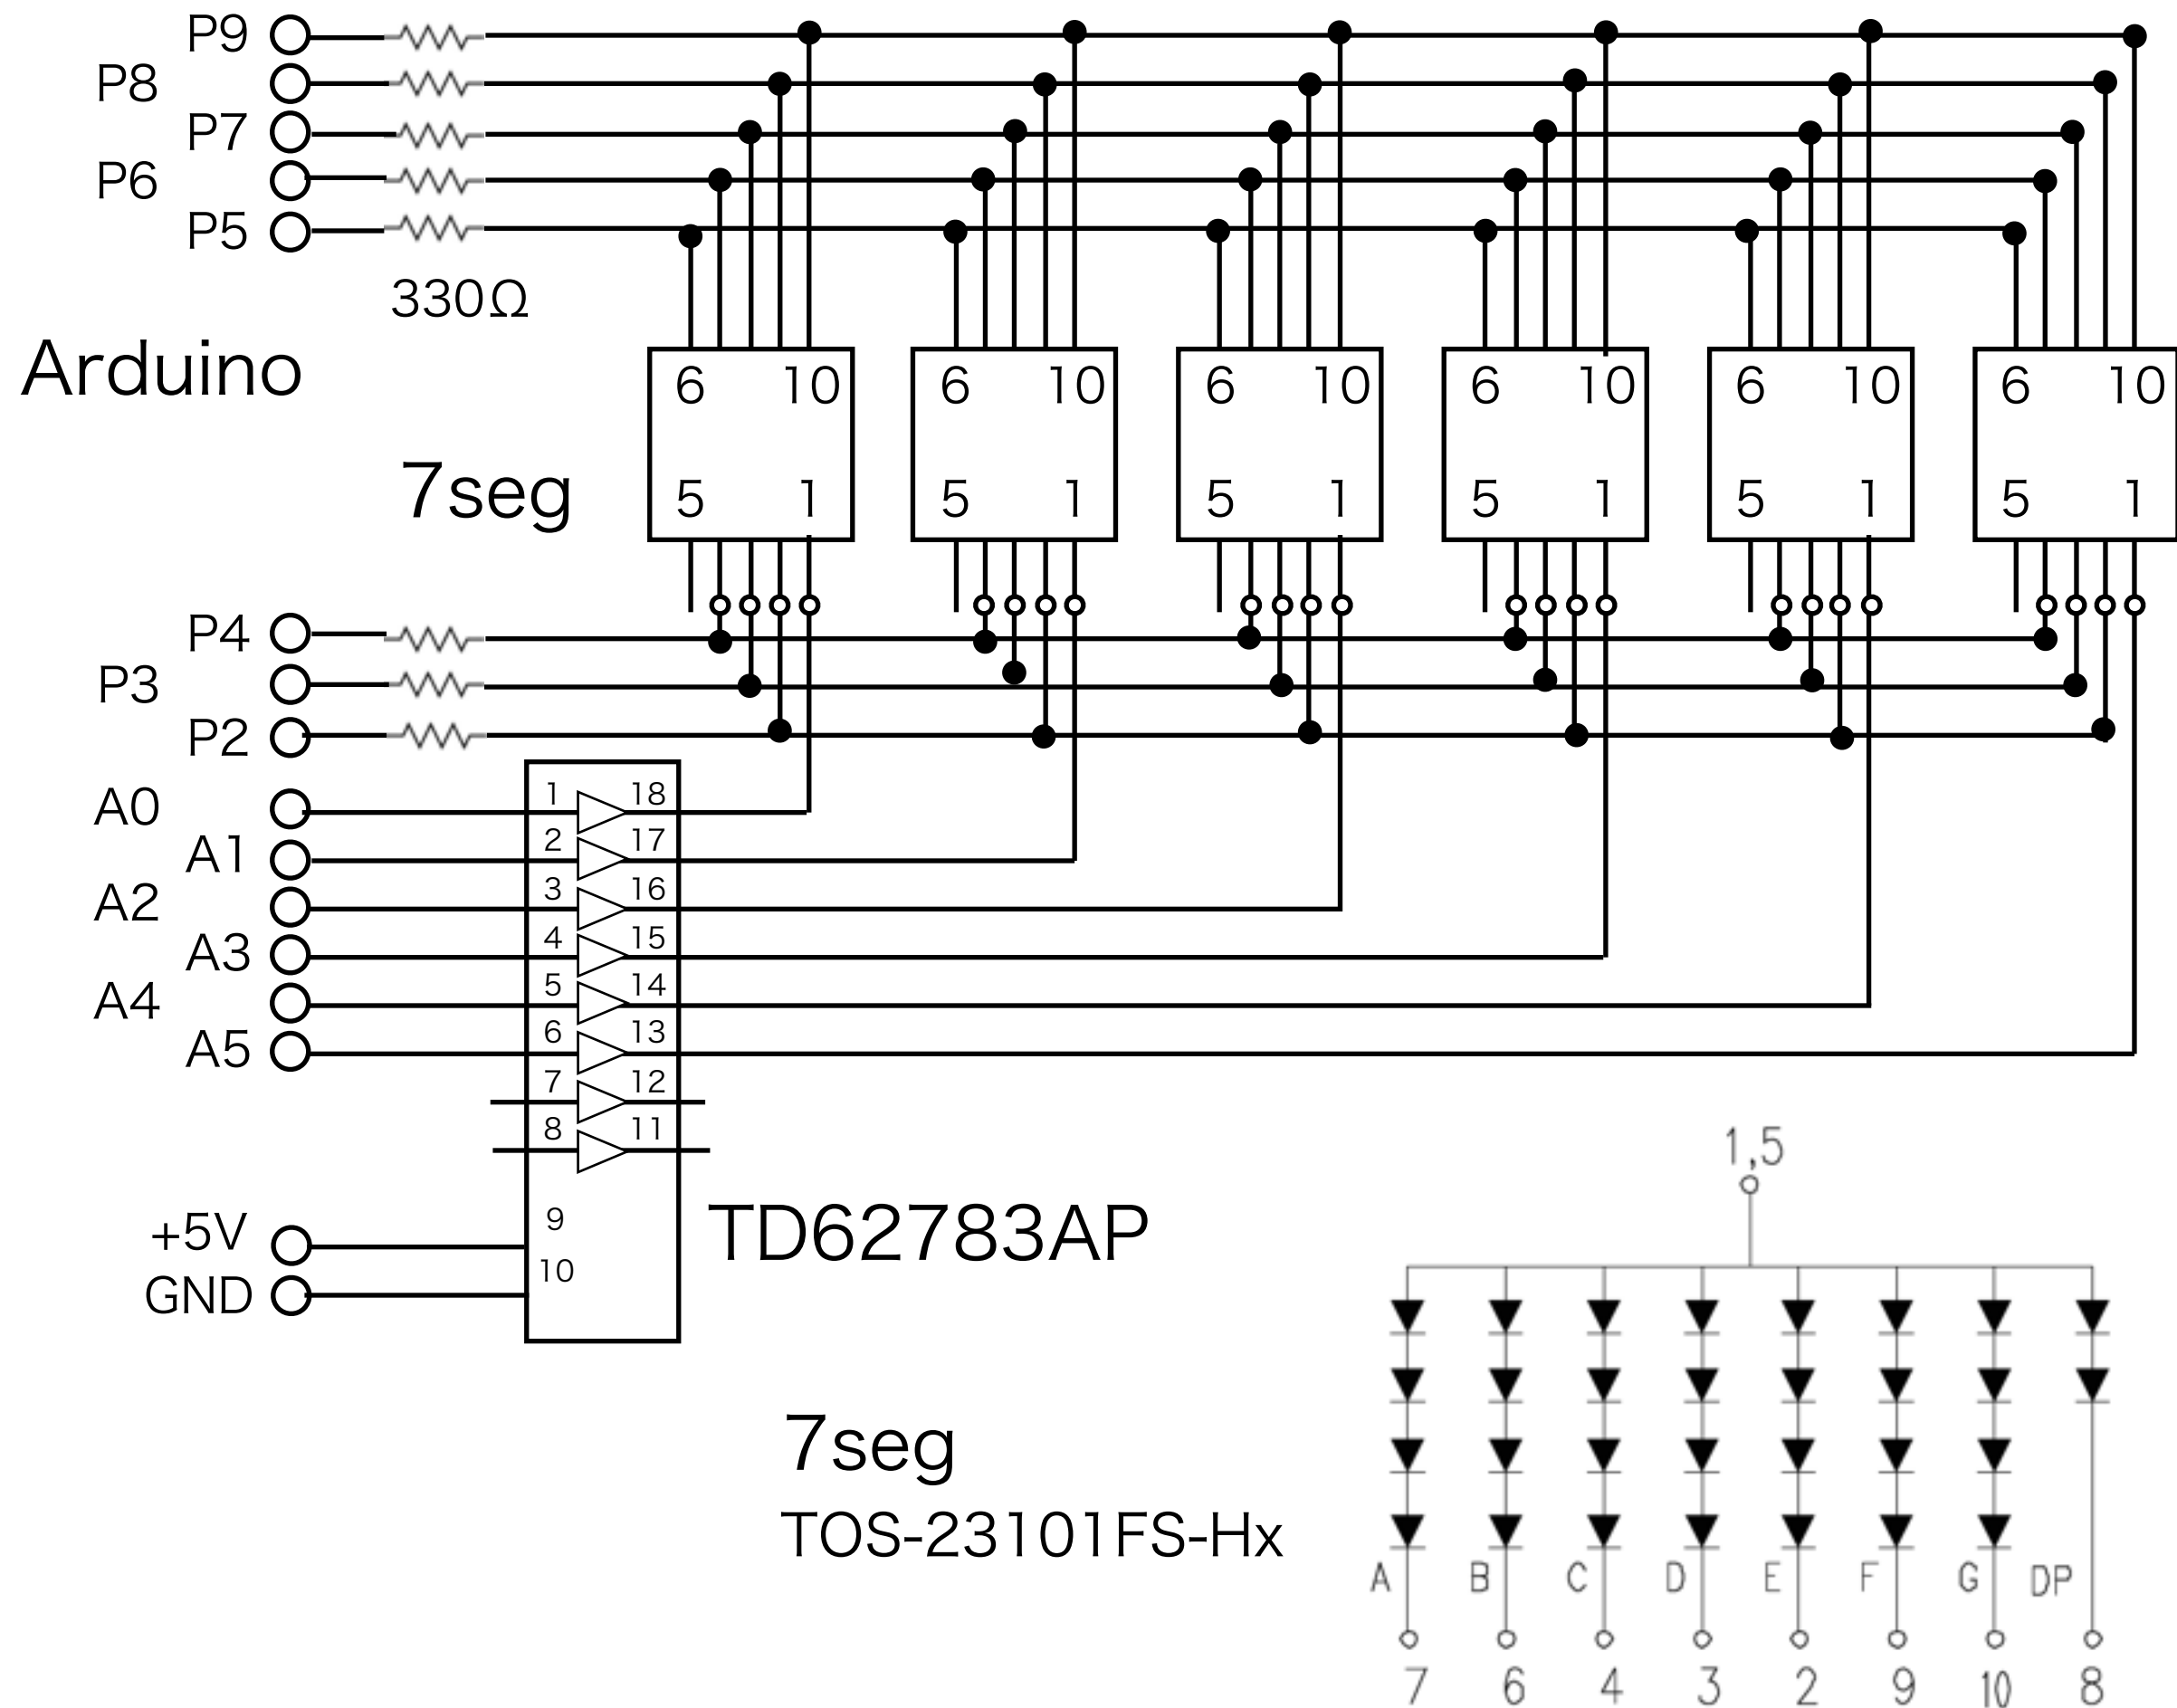 P9
P8
P7
P6
P5
330Ω
Arduino
6 10
6 10
6 10
6 10
6 10
6 10
7seg
5 1
5 1
5 1
5 1
5 1
5 1
P4
P3
P2
A0
A1
A2
A3
A4
A5
1 18
2 17
3 16
4 15
5 14
6 13
7 12
8 11
9
10
+5V
GND
TD62783AP
7seg
TOS-23101FS-Hx
1,5
A B C D E F G DP
7 6 4 3 2 9 10 8